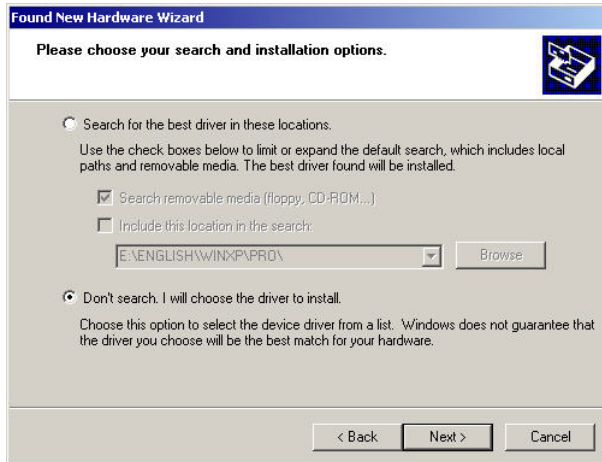 Found New Hardware Wizard
Please choose your search and installation options.
Search for the best driver in these locations.
Use the check boxes below to limit or expand the default search, which includes local
paths and removable media. The best driver found will be installed.
Search removable media (floppy, CD-ROM...)
Include this location in the search:
E:\ENGLISH\WINXP\PRO\
Browse
Don't search. I will choose the driver to install.
Choose this option to select the device driver from a list. Windows does not guarantee that
the driver you choose will be the best match for your hardware.
< Back
Next >
Cancel